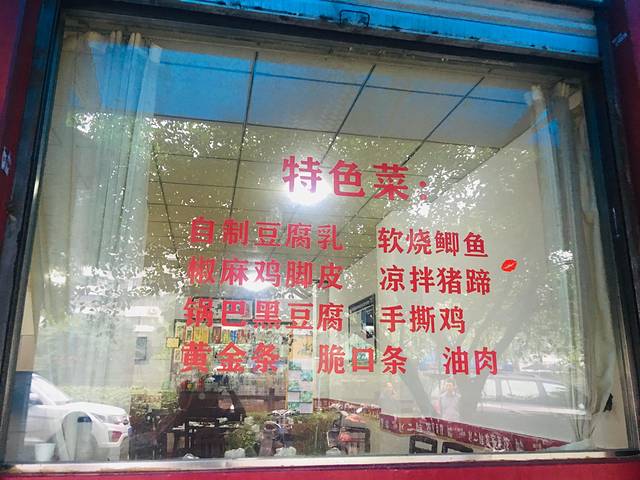 特色菜：
自制豆腐乳 软烧鲫鱼
椒麻鸡脚皮 凉拌猪蹄
锅巴黑豆腐 手撕鸡
黄金条 脆口条 油肉